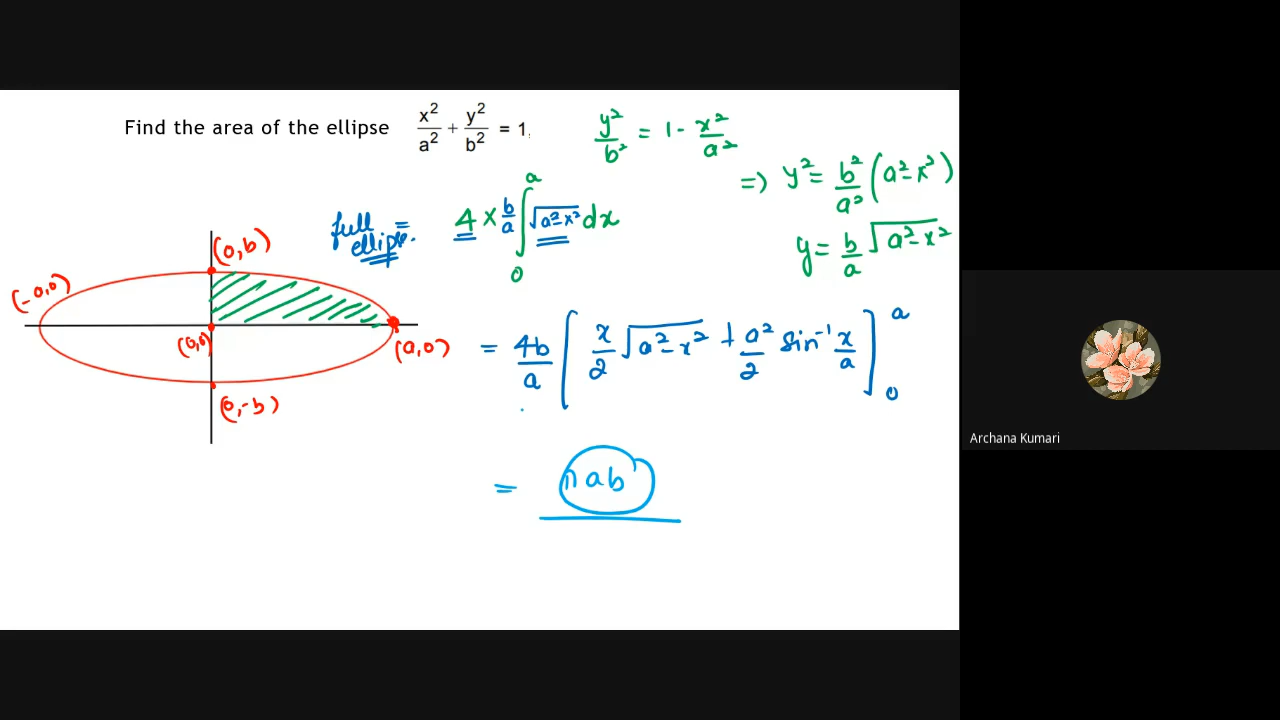 Find the area of the ellipse x²/a² + y²/b² = 1.
y²/b² = 1 - x²/a²
=> y² = b²/a² (a² - x²)
y = b/a √(a² - x²)
full ellipse. = 4 × b/a ∫₀ᵃ √(a² - x²) dx
(0,b)
(-a,0)
(0,0)
(a,0)
(0,-b)
= 4b/a [ x/2 √(a² - x²) + a²/2 sin⁻¹ x/a ]₀ᵃ
= πab
Archana Kumari